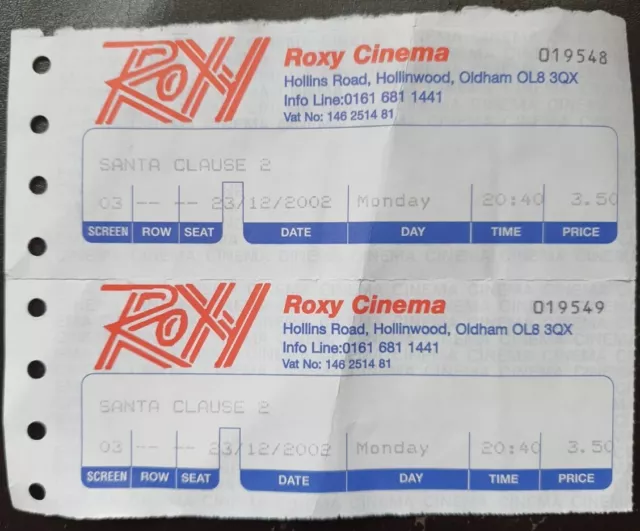 ROXY
Roxy Cinema 019548
Hollins Road, Hollinwood, Oldham OL8 3QX
Info Line:0161 681 1441
Vat No: 146 2514 81
SANTA CLAUSE 2
03 -- -- 23/12/2002 Monday 20:40 3.50
SCREEN ROW SEAT DATE DAY TIME PRICE
ROXY
Roxy Cinema 019549
Hollins Road, Hollinwood, Oldham OL8 3QX
Info Line:0161 681 1441
Vat No: 146 2514 81
SANTA CLAUSE 2
03 -- -- 23/12/2002 Monday 20:40 3.50
SCREEN ROW SEAT DATE DAY TIME PRICE